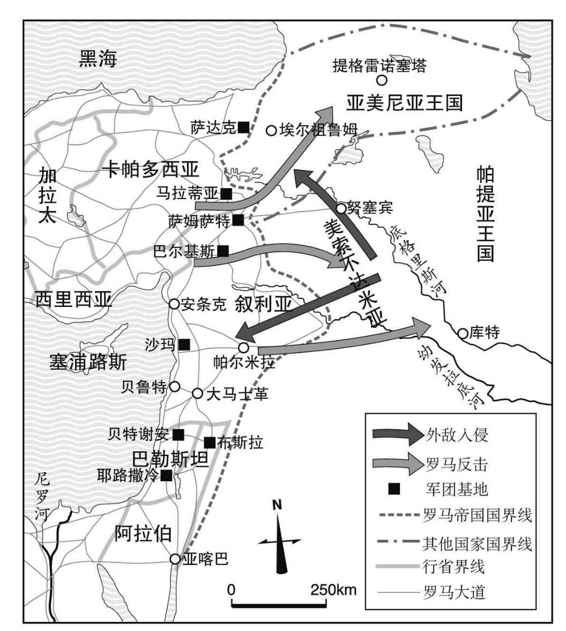 黑海
提格雷诺塞塔
亚美尼亚王国
萨达克
埃尔祖鲁姆
卡帕多西亚
加拉太
马拉蒂亚
帕提亚王国
努塞宾
萨姆萨特
美索不达米亚
底格里斯河
巴尔基斯
西里西亚
安条克
叙利亚
沙玛
库特
塞浦路斯
帕尔米拉
幼发拉底河
贝鲁特
大马士革
贝特谢安
布斯拉
巴勒斯坦
耶路撒冷
尼罗河
阿拉伯
亚喀巴
N
0
250km
外敌入侵
罗马反击
军团基地
罗马帝国国界线
其他国家国界线
行省界线
罗马大道